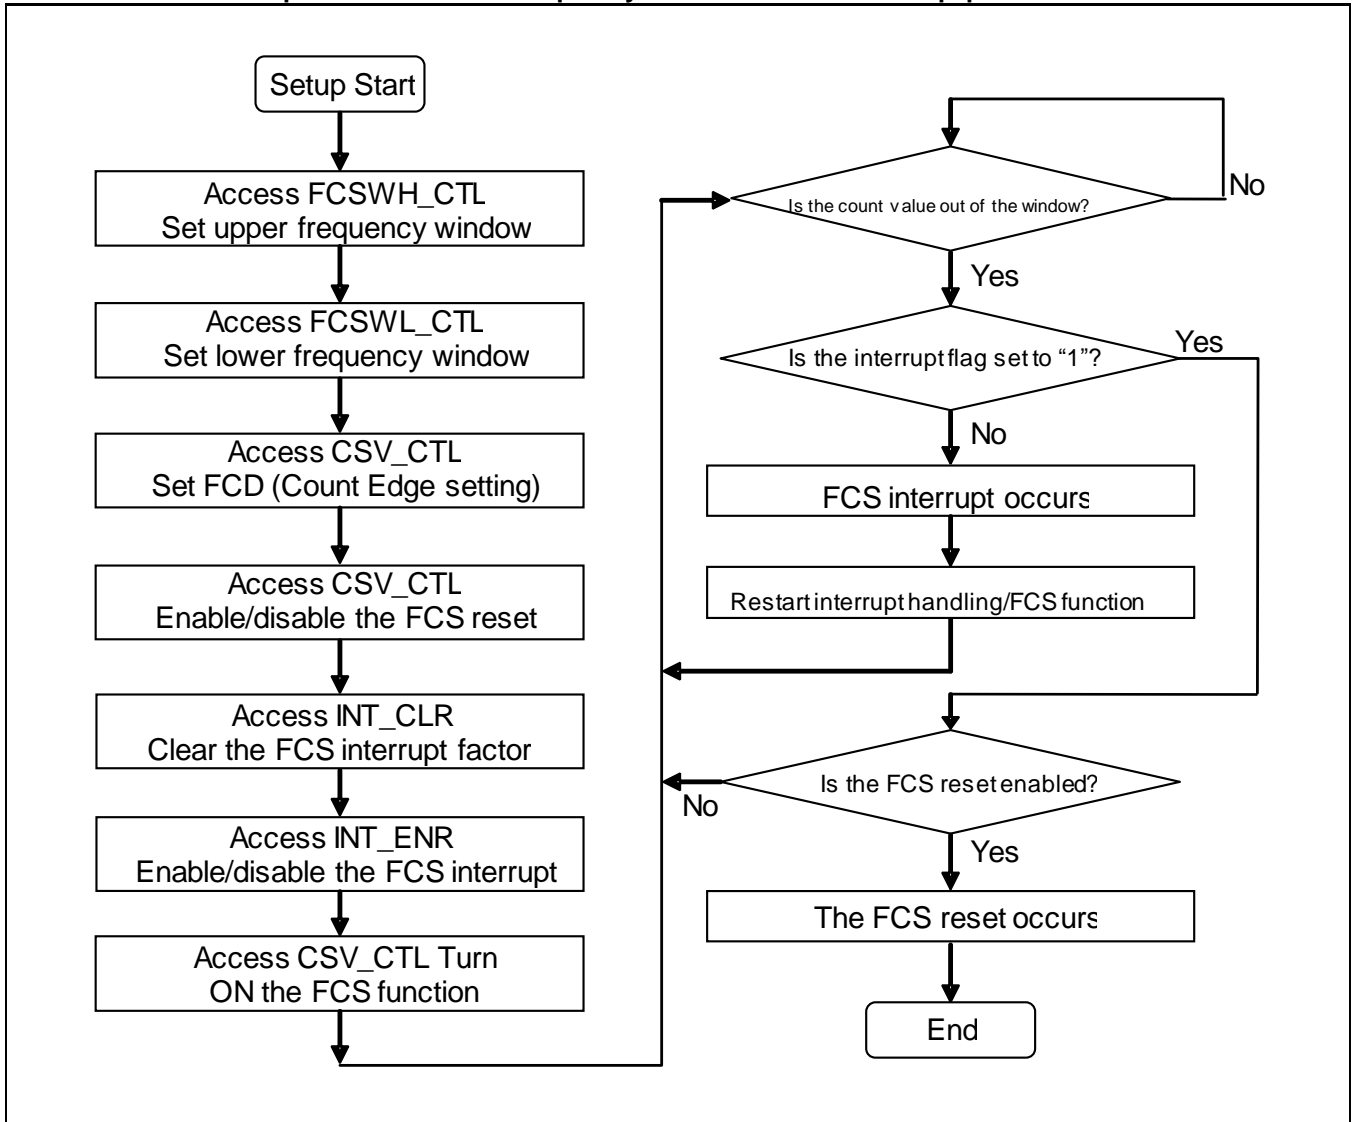 Setup Start
Access FCSWH_CTL
Set upper frequency window
Access FCSWL_CTL
Set lower frequency window
Access CSV_CTL
Set FCD (Count Edge setting)
Access CSV_CTL
Enable/disable the FCS reset
Access INT_CLR
Clear the FCS interrupt factor
Access INT_ENR
Enable/disable the FCS interrupt
Access CSV_CTL Turn
ON the FCS function
Is the count value out of the window?
No
Yes
Is the interrupt flag set to “1”?
Yes
No
FCS interrupt occurs
Restart interrupt handling/FCS function
Is the FCS reset enabled?
No
Yes
The FCS reset occurs
End